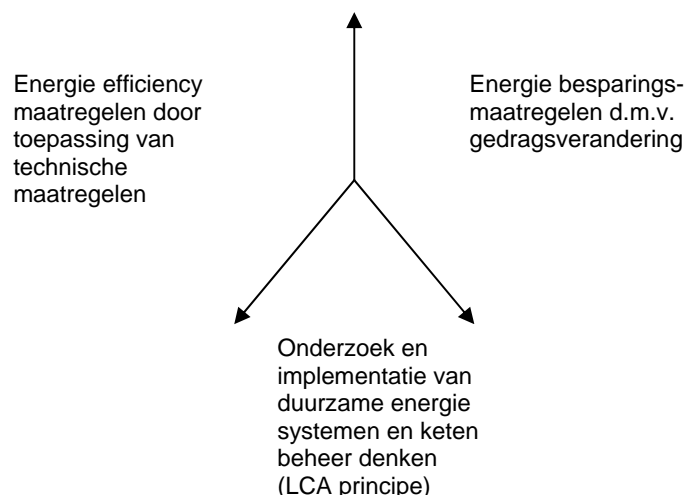 Energie efficiency
maatregelen door
toepassing van
technische
maatregelen
Energie besparings-
maatregelen d.m.v.
gedragsverandering
Onderzoek en
implementatie van
duurzame energie
systemen en keten
beheer denken
(LCA principe)